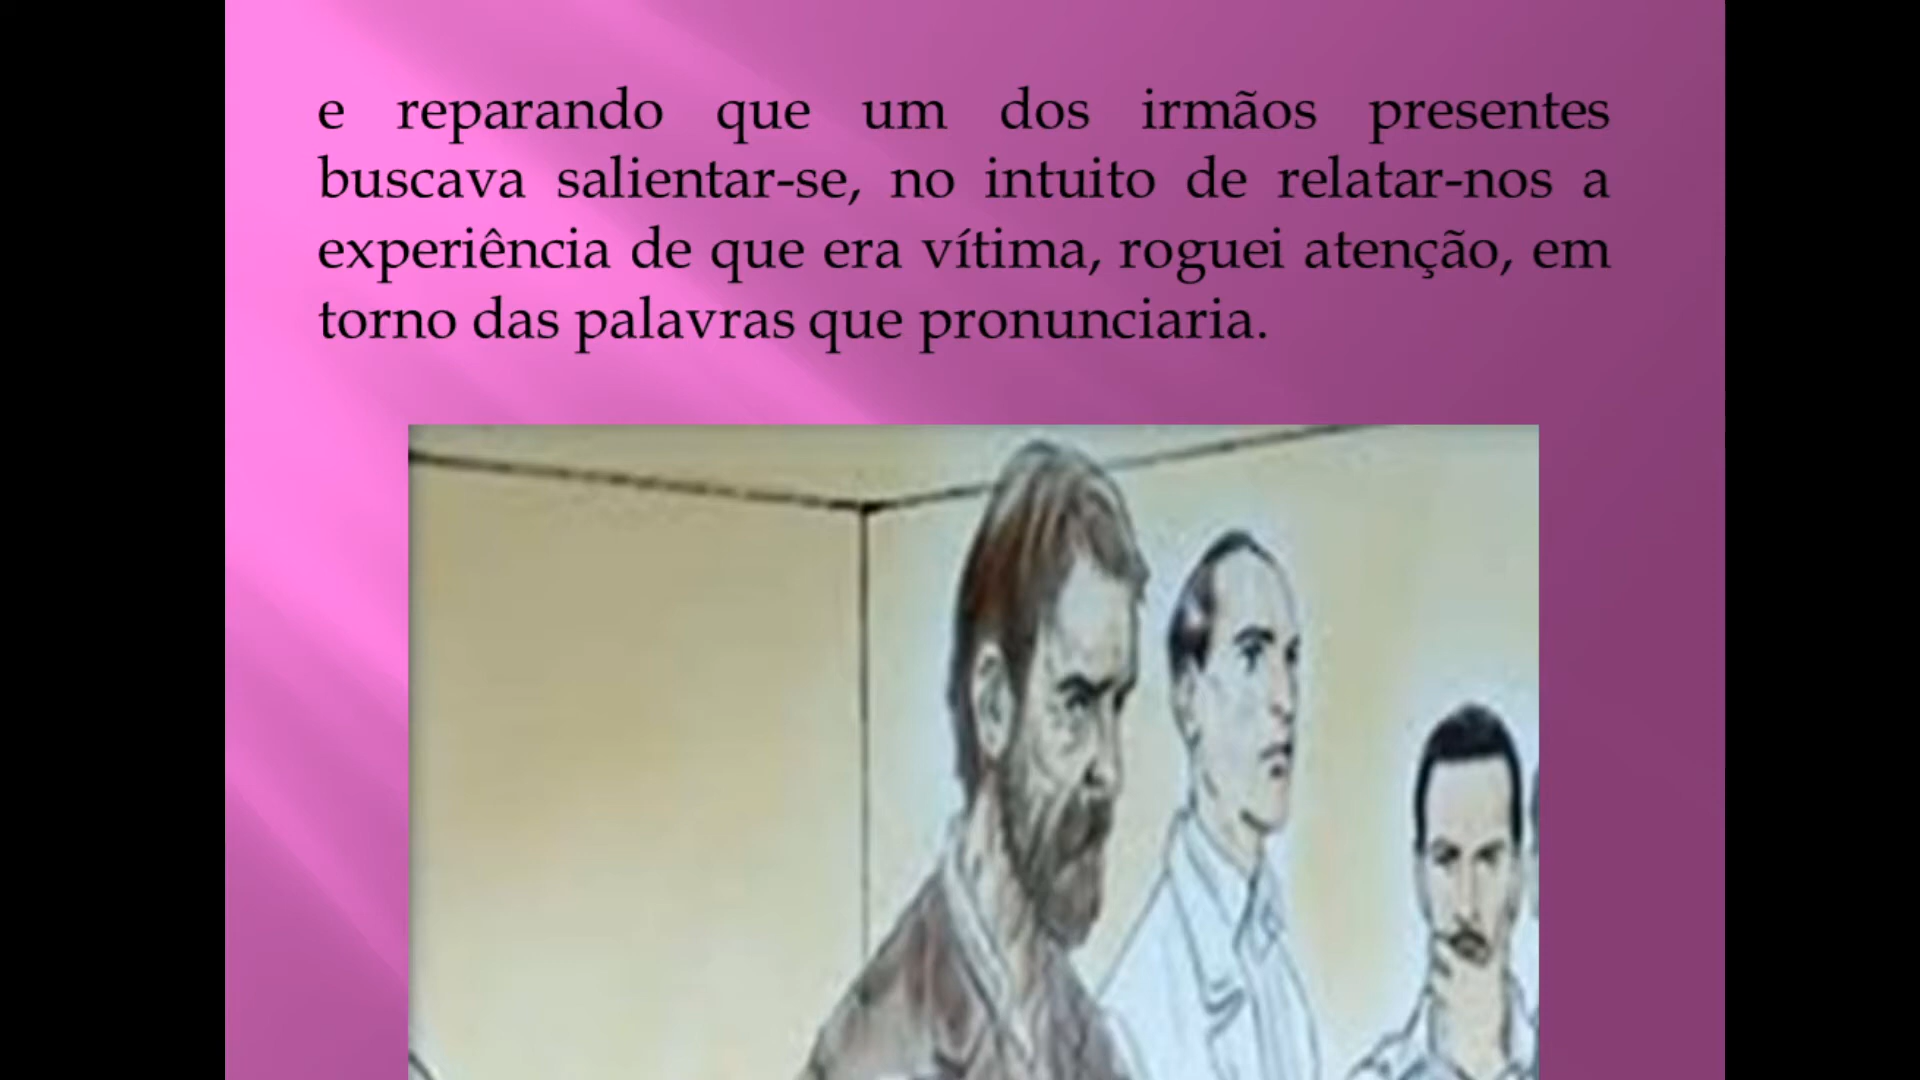 e reparando que um dos irmãos presentes
buscava salientar-se, no intuito de relatar-nos a
experiência de que era vítima, roguei atenção, em
torno das palavras que pronunciaria.